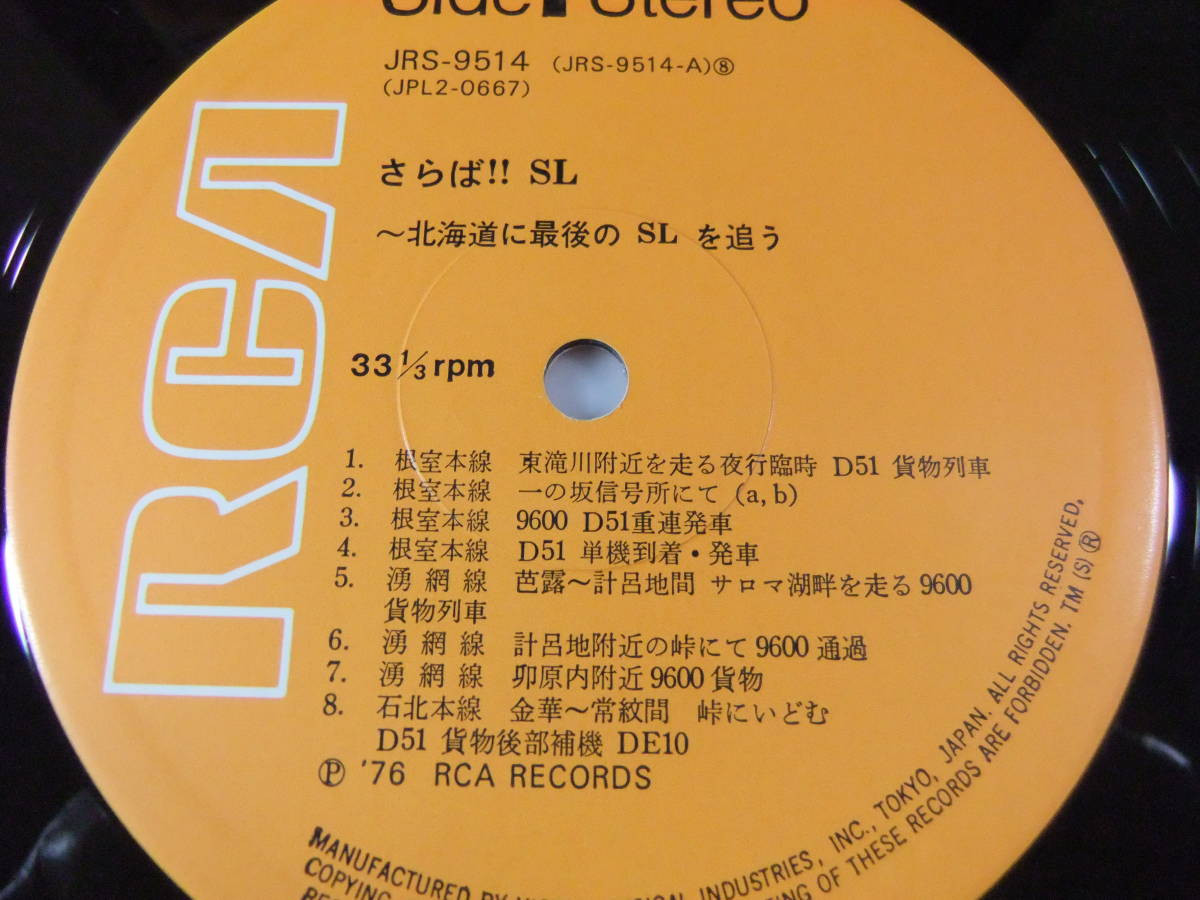 Side 1 Stereo
JRS-9514 (JRS-9514-A)⑧
(JPL2-0667)
RCA
さらば!! SL
～北海道に最後の SL を追う
33 1/3 rpm
1. 根室本線 東滝川附近を走る夜行臨時 D51 貨物列車
2. 根室本線 一の坂信号所にて (a, b)
3. 根室本線 9600 D51重連発車
4. 根室本線 D51 単機到着・発車
5. 湧網線 芭露～計呂地間 サロマ湖畔を走る 9600
貨物列車
6. 湧網線 計呂地附近の峠にて 9600 通過
7. 湧網線 卯原内附近 9600 貨物
8. 石北本線 金華～常紋間 峠にいどむ
D51 貨物後部補機 DE10
Ⓟ '76 RCA RECORDS
MANUFACTURED BY INDUSTRIES, INC., TOKYO, JAPAN. ALL RIGHTS RESERVED.
COPYING OF THESE RECORDS ARE FORBIDDEN. TM (S) ®